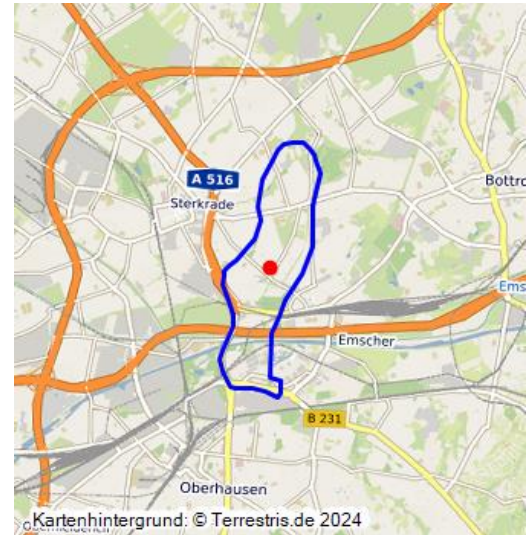 A 516
Bottro
Sterkrade
Ems
Emscher
B 231
Oberhausen
Kartenhintergrund: © Terrestris.de 2024